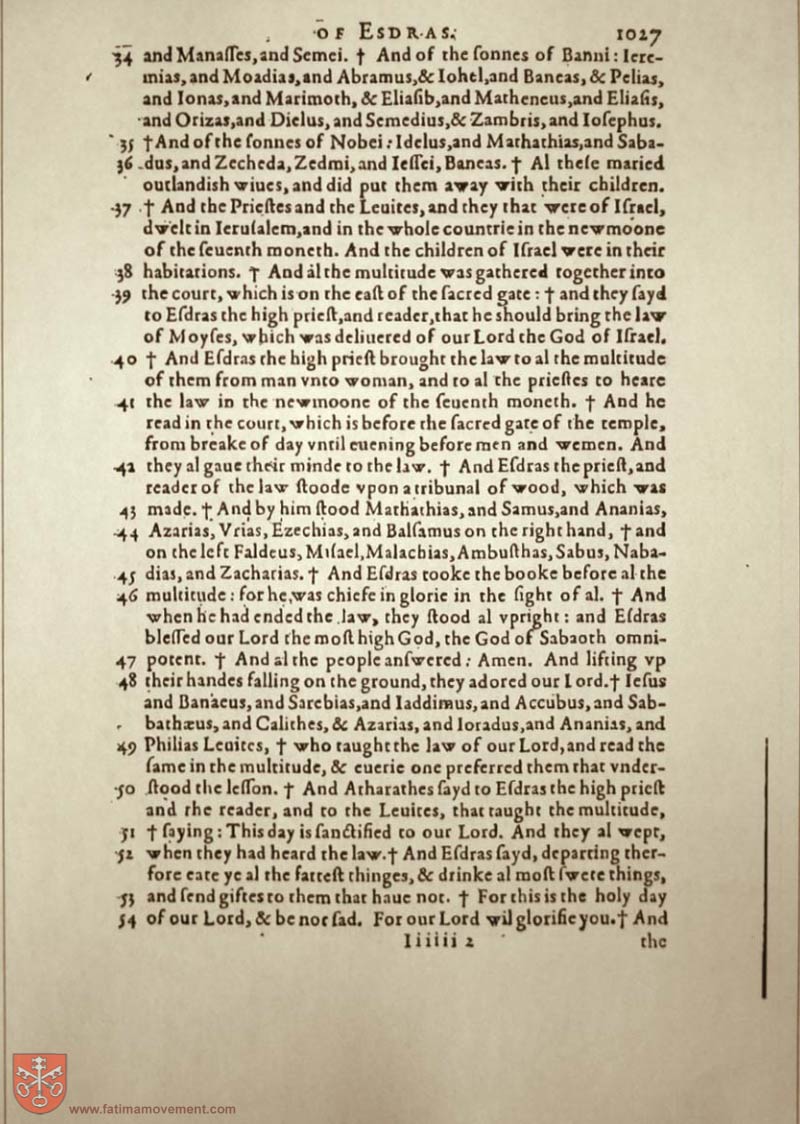 OF ESDRAS. 1027
34 and Manaſſes, and Semei. † And of the ſonnes of Banni: Iere-
mias, and Moadias, and Abramus, & Iohel, and Baneas, & Pelias,
and Ionas, and Marimoth, & Eliaſib, and Matheneus, and Eliaſis,
and Orizas, and Dielus, and Semedius, & Zambris, and Ioſephus.
35 † And of the ſonnes of Nobei: Idelus, and Mathathias, and Saba-
36 dus, and Zecheda, Zedmi, and Ieſſei, Baneas. † Al theſe maried
outlandish wiues, and did put them away with their children.
37 † And the Prieſtes and the Leuites, and they that were of Iſrael,
dwelt in Ieruſalem, and in the whole countrie in the newmoone
of the ſeuenth moneth. And the children of Iſrael were in their
38 habitations. † And al the multitude was gathered together into
39 the court, which is on the eaſt of the ſacred gate: † and they ſayd
to Eſdras the high prieſt, and reader, that he should bring the law
of Moyſes, which was deliuered of our Lord the God of Iſrael.
40 † And Eſdras the high prieſt brought the law to al the multitude
of them from man vnto woman, and to al the prieſtes to heare
41 the law in the newmoone of the ſeuenth moneth. † And he
read in the court, which is before the ſacred gate of the temple,
from breake of day vntil euening before men and wemen. And
42 they al gaue their minde to the law. † And Eſdras the prieſt, and
reader of the law ſtoode vpon a tribunal of wood, which was
43 made. † And by him ſtood Mathathias, and Samus, and Ananias,
44 Azarias, Vrias, Ezechias, and Balſamus on the right hand, † and
on the left Faldeus, Miſael, Malachias, Ambuſthas, Sabus, Naba-
45 dias, and Zacharias. † And Eſdras tooke the booke before al the
46 multitude: for he was chiefe in glorie in the ſight of al. † And
when he had ended the law, they ſtood al vpright: and Eſdras
bleſſed our Lord the moſt high God, the God of Sabaoth omni-
47 potent. † And al the people anſwered: Amen. And lifting vp
48 their handes falling on the ground, they adored our Lord. † Ieſus
and Banaeus, and Sarebias, and Iaddimus, and Accubus, and Sab-
bathæus, and Calithes, & Azarias, and Ioradus, and Ananias, and
49 Philias Leuites, † who taught the law of our Lord, and read the
ſame in the multitude, & euerie one preferred them that vnder-
50 ſtood the leſſon. † And Atharathes ſayd to Eſdras the high prieſt
and the reader, and to the Leuites, that taught the multitude,
51 † ſaying: This day is ſanctified to our Lord. And they al wept,
52 when they had heard the law. † And Eſdras ſayd, departing ther-
fore eate ye al the fatteſt thinges, & drinke al moſt ſwete things,
53 and ſend giftes to them that haue not. † For this is the holy day
54 of our Lord, & be not ſad. For our Lord wil glorifie you. † And
Iiiiii 2 the
www.fatimamovement.com